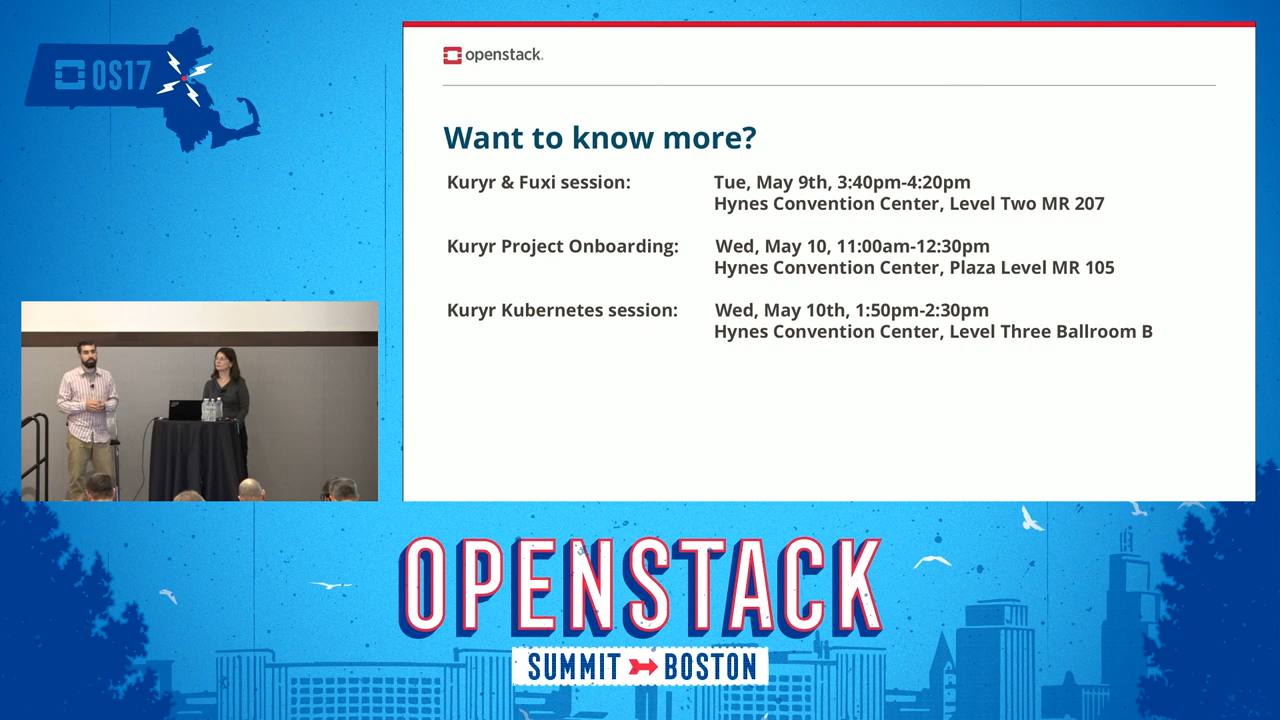 OS17
openstack.
Want to know more?
Kuryr & Fuxi session: Tue, May 9th, 3:40pm-4:20pm
Hynes Convention Center, Level Two MR 207
Kuryr Project Onboarding: Wed, May 10, 11:00am-12:30pm
Hynes Convention Center, Plaza Level MR 105
Kuryr Kubernetes session: Wed, May 10th, 1:50pm-2:30pm
Hynes Convention Center, Level Three Ballroom B
OPENSTACK
SUMMIT BOSTON